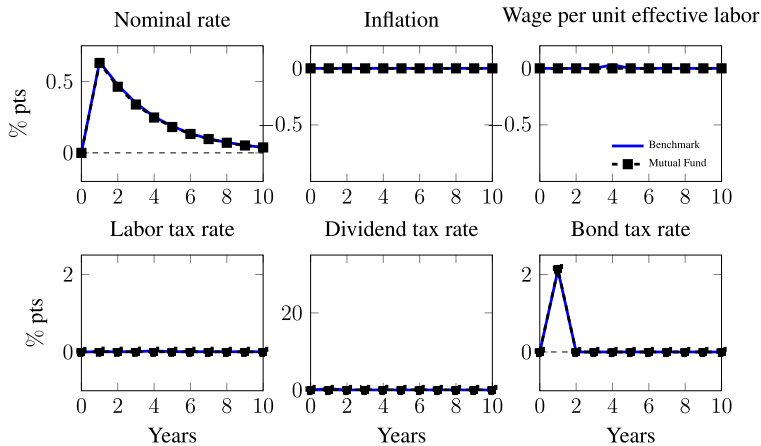 Nominal rate
Inflation
Wage per unit effective labor
% pts
0.5
0
0 2 4 6 8 10
0
−0.5
0 2 4 6 8 10
0
−0.5
Benchmark
Mutual Fund
0 2 4 6 8 10
Labor tax rate
Dividend tax rate
Bond tax rate
% pts
2
0
0 2 4 6 8 10
Years
20
0
0 2 4 6 8 10
Years
2
0
0 2 4 6 8 10
Years